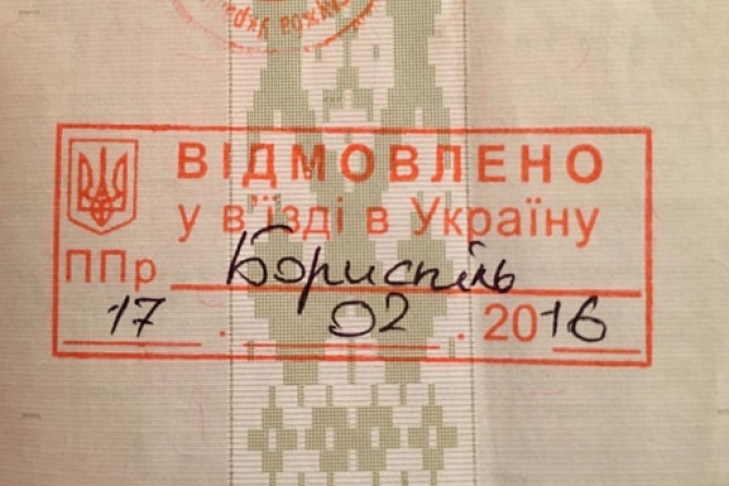 ВІДМОВЛЕНО
у в'їзді в Україну
ППр Бориспіль
17 . 02 . 2016